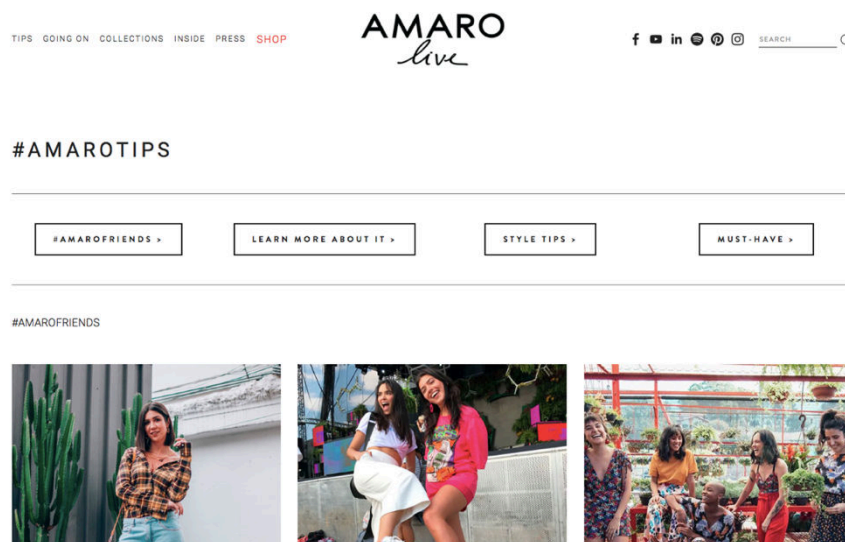 AMARO
live
TIPS GOING ON COLLECTIONS INSIDE PRESS SHOP
SEARCH
#AMAROTIPS
#AMAROFRIENDS >
LEARN MORE ABOUT IT >
STYLE TIPS >
MUST-HAVE >
#AMAROFRIENDS